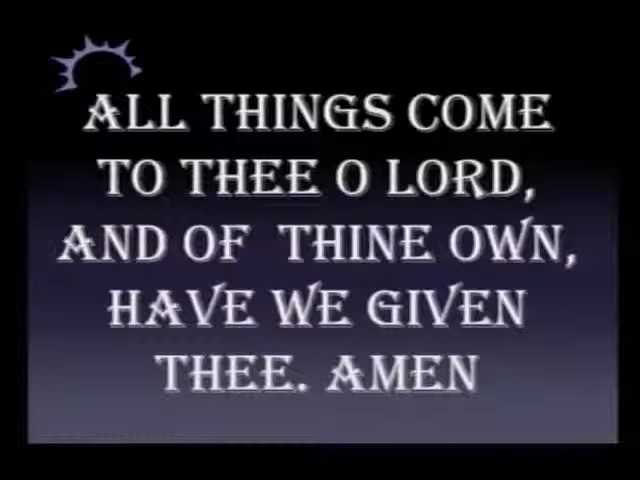 ALL THINGS COME
TO THEE O LORD,
AND OF THINE OWN,
HAVE WE GIVEN
THEE. AMEN